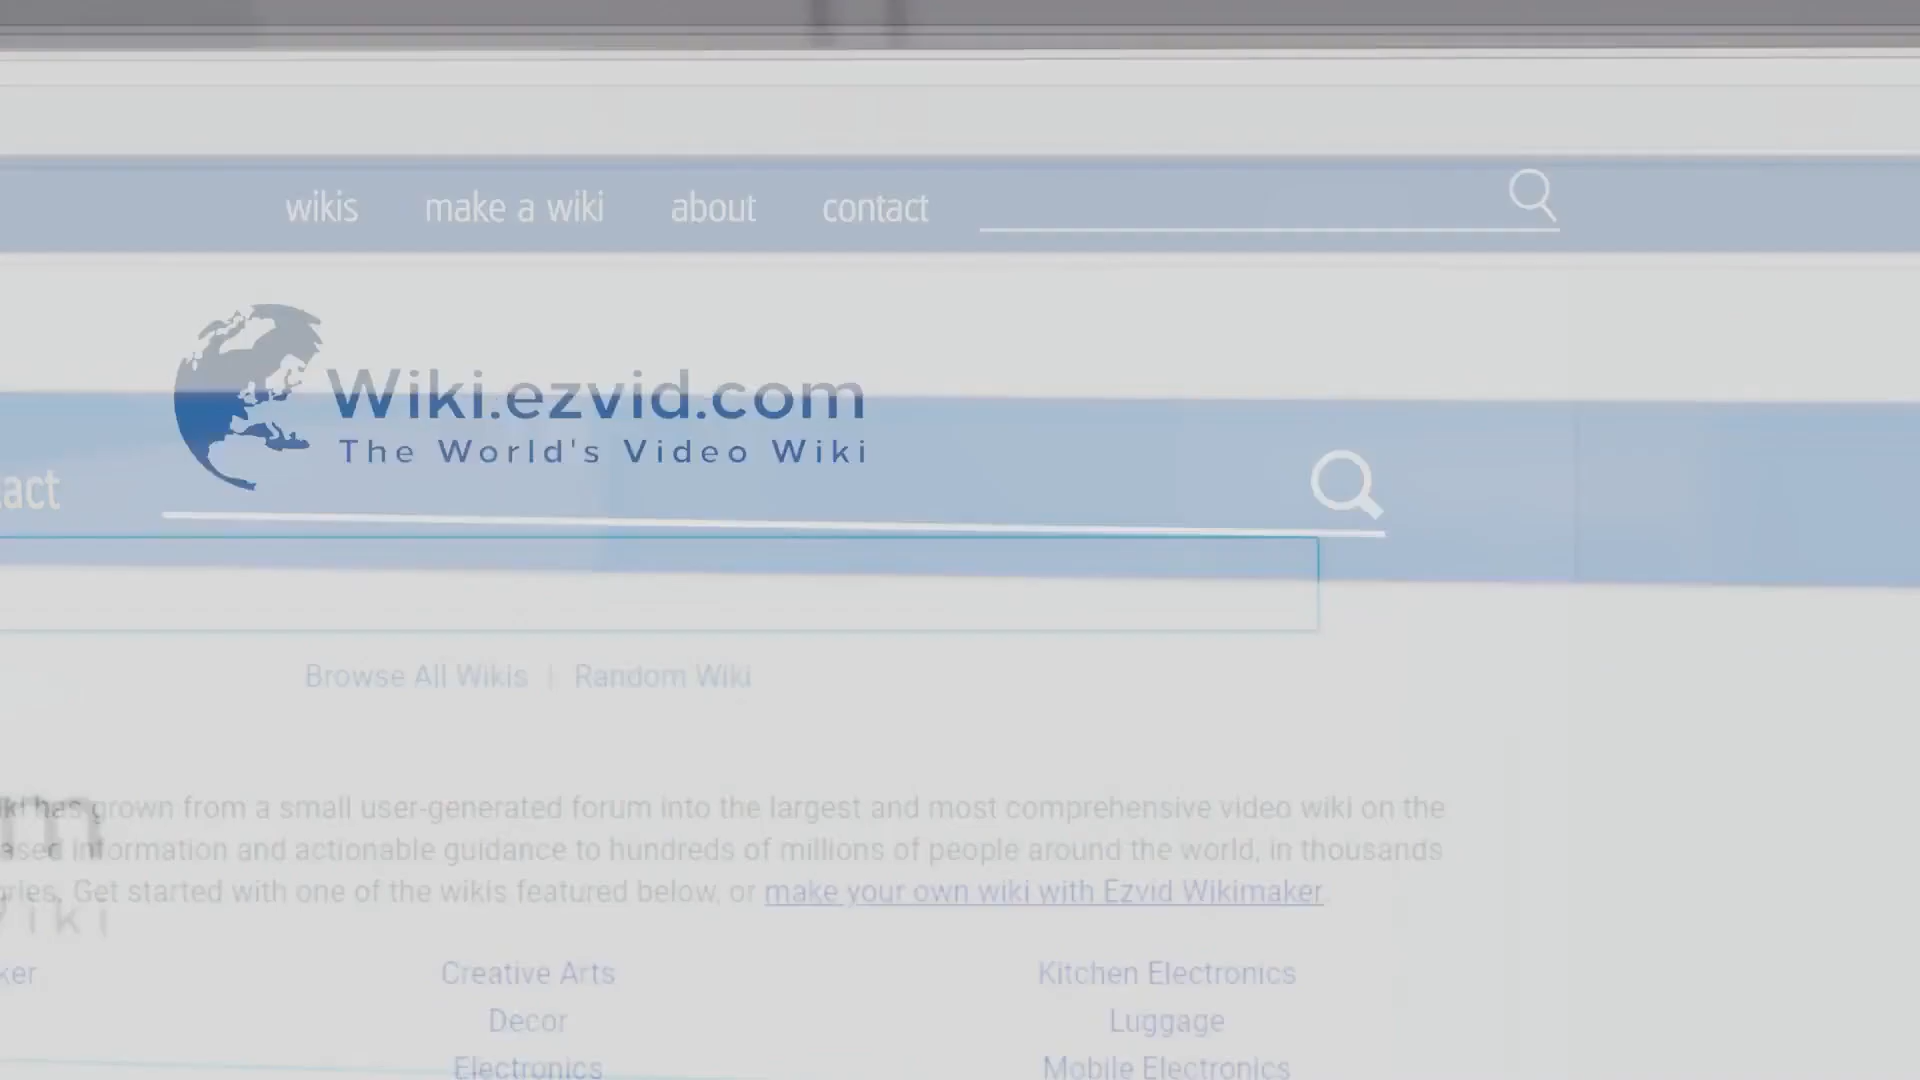 wikis make a wiki about contact
Wiki.ezvid.com
The World's Video Wiki
act
Browse All Wikis | Random Wiki
has grown from a small user-generated forum into the largest and most comprehensive video wiki on the
information and actionable guidance to hundreds of millions of people around the world, in thousands
Get started with one of the wikis featured below, or make your own wiki with Ezvid Wikimaker.
iki
ker Creative Arts Kitchen Electronics
Decor Luggage
Electronics Mobile Electronics